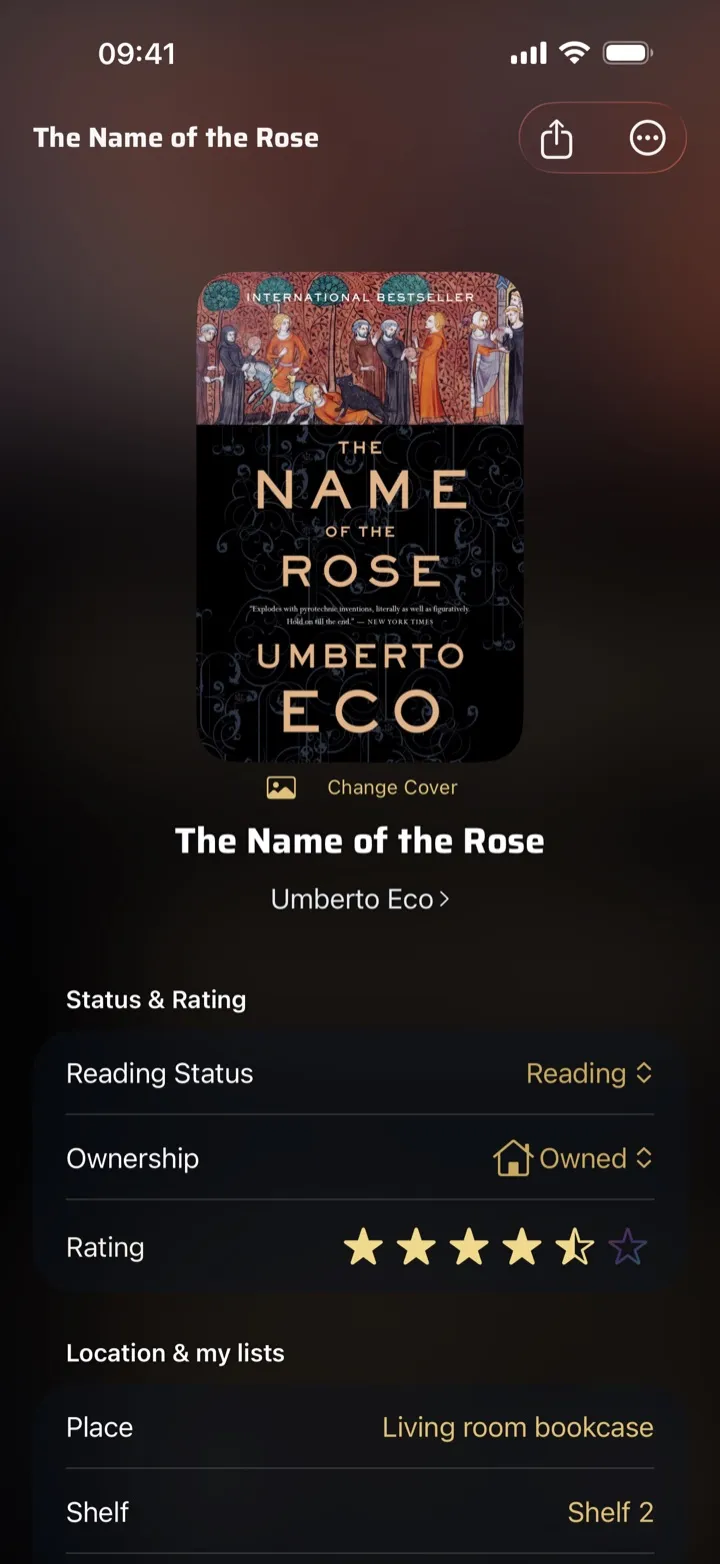 09:41
The Name of the Rose
INTERNATIONAL BESTSELLER
THE
NAME
OF THE
ROSE
"Explodes with pyrotechnic inventions, literally as well as figuratively.
Hold on till the end." — NEW YORK TIMES
UMBERTO
ECO
Change Cover
The Name of the Rose
Umberto Eco
Status & Rating
Reading Status Reading
Ownership Owned
Rating
Location & my lists
Place Living room bookcase
Shelf Shelf 2